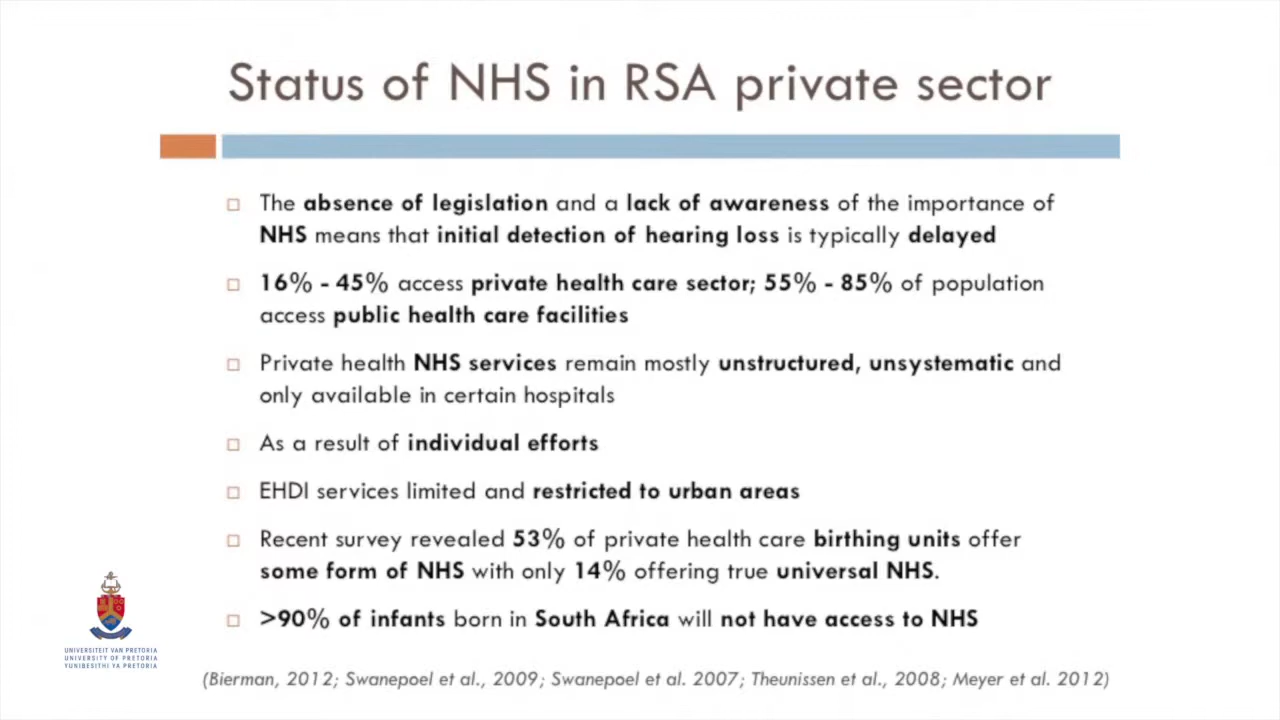 Status of NHS in RSA private sector
The absence of legislation and a lack of awareness of the importance of
NHS means that initial detection of hearing loss is typically delayed
16% - 45% access private health care sector; 55% - 85% of population
access public health care facilities
Private health NHS services remain mostly unstructured, unsystematic and
only available in certain hospitals
As a result of individual efforts
EHDI services limited and restricted to urban areas
Recent survey revealed 53% of private health care birthing units offer
some form of NHS with only 14% offering true universal NHS.
>90% of infants born in South Africa will not have access to NHS
UNIVERSITEIT VAN PRETORIA
UNIVERSITY OF PRETORIA
YUNIBESITHI YA PRETORIA
(Bierman, 2012; Swanepoel et al., 2009; Swanepoel et al. 2007; Theunissen et al., 2008; Meyer et al. 2012)